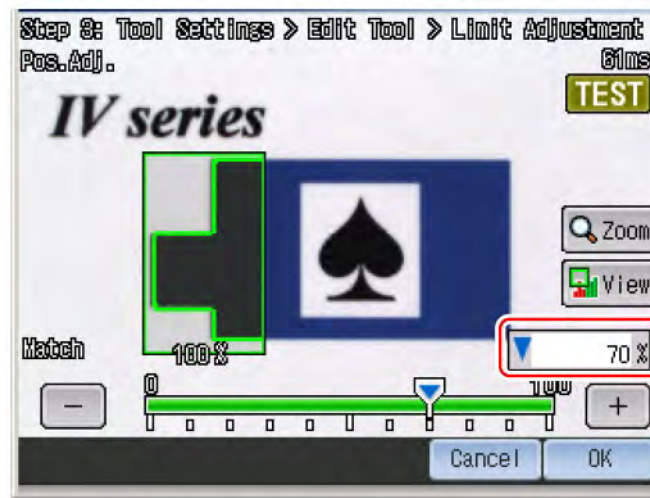 Step 3: Tool Settings > Edit Tool > Limit Adjustment
Pos.Adj.
61ms
TEST
IV series
Zoom
View
70 %
Match
100 %
0
100
−
+
Cancel
OK